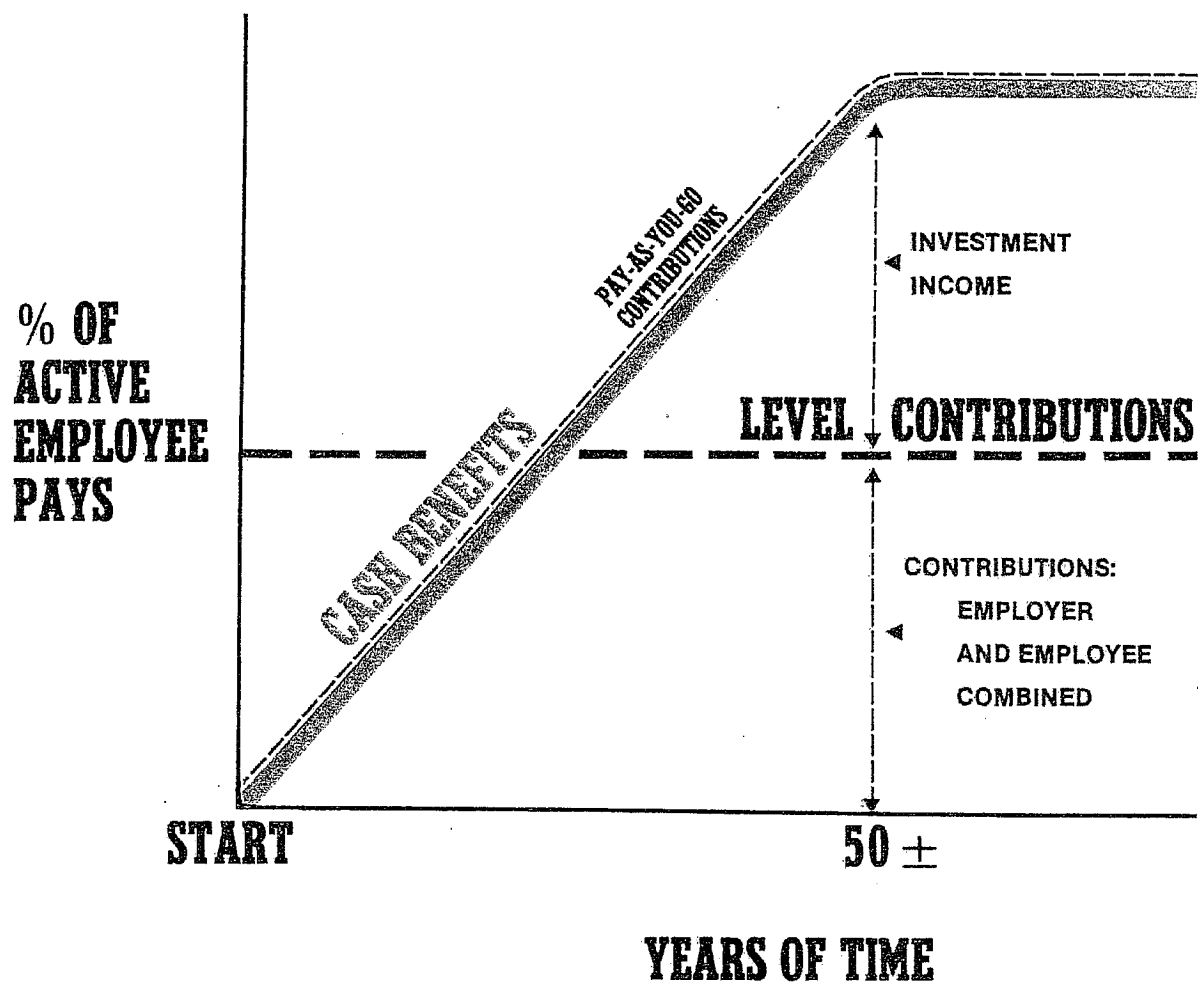 PAY-AS-YOU-GO
CONTRIBUTIONS
INVESTMENT
INCOME
% OF
ACTIVE
EMPLOYEE
PAYS
LEVEL CONTRIBUTIONS
CASH BENEFITS
CONTRIBUTIONS:
EMPLOYER
AND EMPLOYEE
COMBINED
START
50 ±
YEARS OF TIME